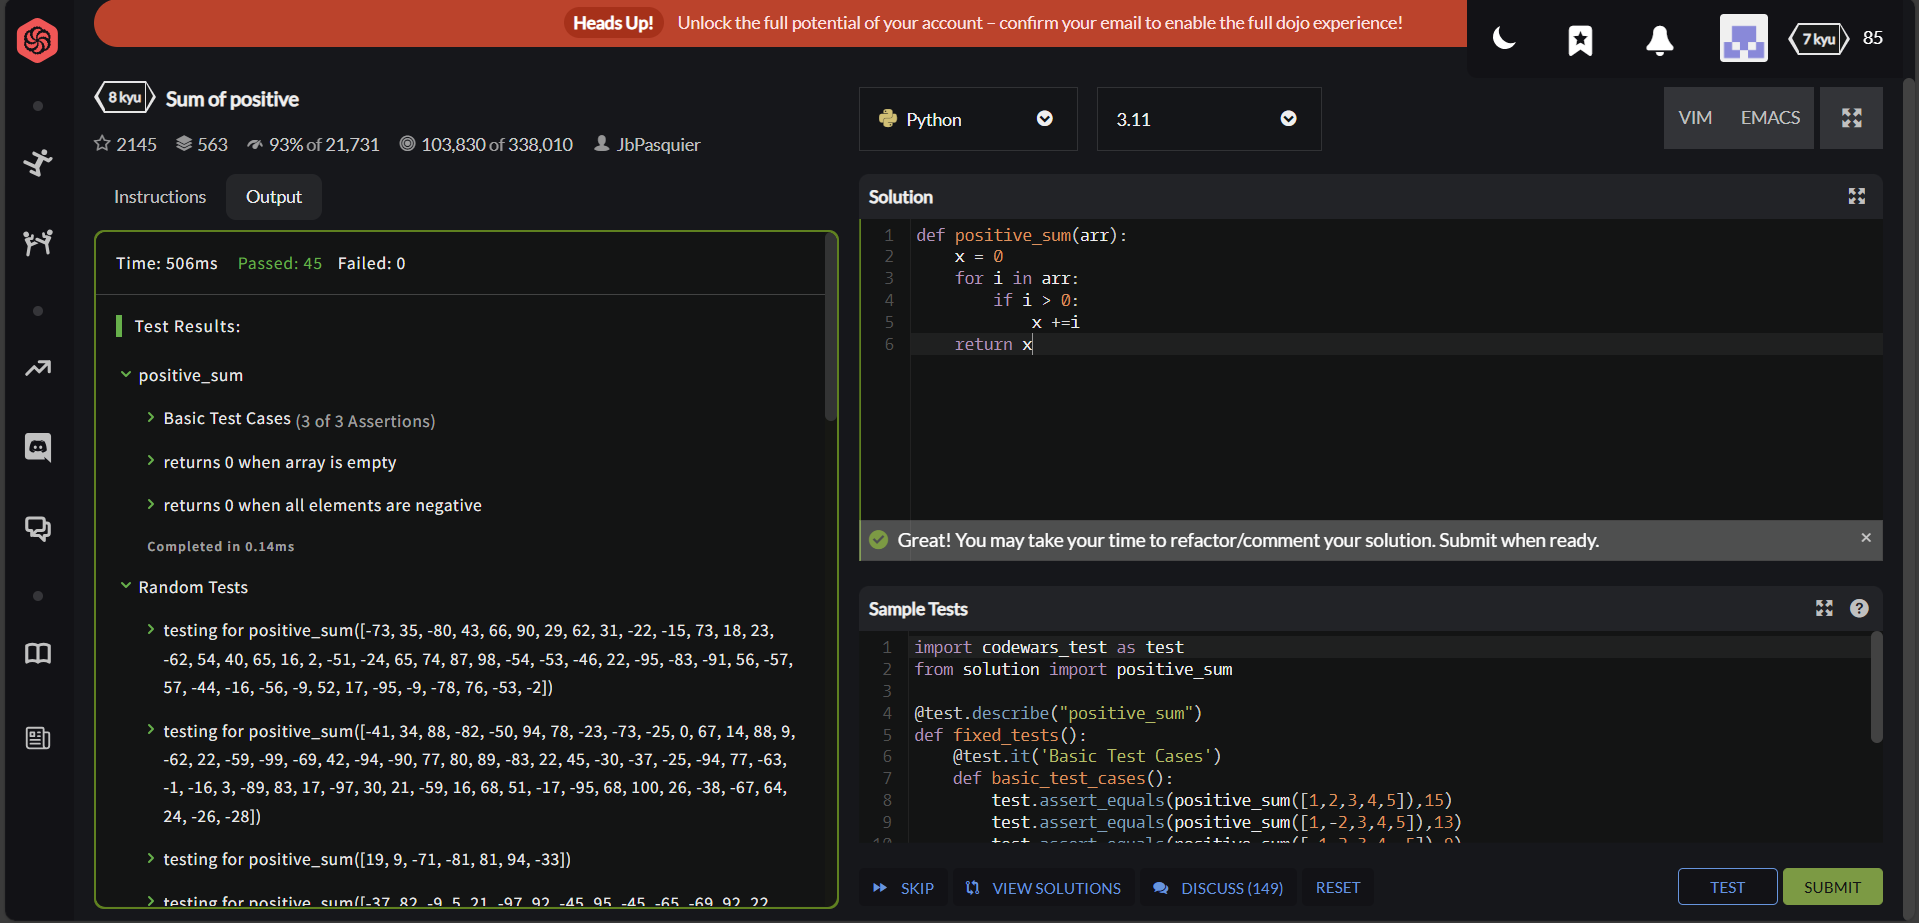 Heads Up! Unlock the full potential of your account – confirm your email to enable the full dojo experience!
7 kyu 85
8 kyu Sum of positive
2145 563 93% of 21,731 103,830 of 338,010 JbPasquier
Python
3.11
VIM EMACS
Instructions Output
Time: 506ms Passed: 45 Failed: 0
Test Results:
positive_sum
Basic Test Cases (3 of 3 Assertions)
returns 0 when array is empty
returns 0 when all elements are negative
Completed in 0.14ms
Random Tests
testing for positive_sum([-73, 35, -80, 43, 66, 90, 29, 62, 31, -22, -15, 73, 18, 23,
-62, 54, 40, 65, 16, 2, -51, -24, 65, 74, 87, 98, -54, -53, -46, 22, -95, -83, -91, 56, -57,
57, -44, -16, -56, -9, 52, 17, -95, -9, -78, 76, -53, -2])
testing for positive_sum([-41, 34, 88, -82, -50, 94, 78, -23, -73, -25, 0, 67, 14, 88, 9,
-62, 22, -59, -99, -69, 42, -94, -90, 77, 80, 89, -83, 22, 45, -30, -37, -25, -94, 77, -63,
-1, -16, 3, -89, 83, 17, -97, 30, 21, -59, 16, 68, 51, -17, -95, 68, 100, 26, -38, -67, 64,
24, -26, -28])
testing for positive_sum([19, 9, -71, -81, 81, 94, -33])
testing for positive_sum([-37, 82, -9, 5, 21, -97, 92, -45, 95, -45, -65, -69, 92, 22
Solution
1 def positive_sum(arr):
2     x = 0
3     for i in arr:
4         if i > 0:
5             x +=i
6     return x
Great! You may take your time to refactor/comment your solution. Submit when ready.
Sample Tests
1 import codewars_test as test
2 from solution import positive_sum
3
4 @test.describe("positive_sum")
5 def fixed_tests():
6     @test.it('Basic Test Cases')
7     def basic_test_cases():
8         test.assert_equals(positive_sum([1,2,3,4,5]),15)
9         test.assert_equals(positive_sum([1,-2,3,4,5]),13)
10         test.assert_equals(positive_sum([-1,2,3,4,-5]),9)
SKIP VIEW SOLUTIONS DISCUSS (149) RESET
TEST SUBMIT